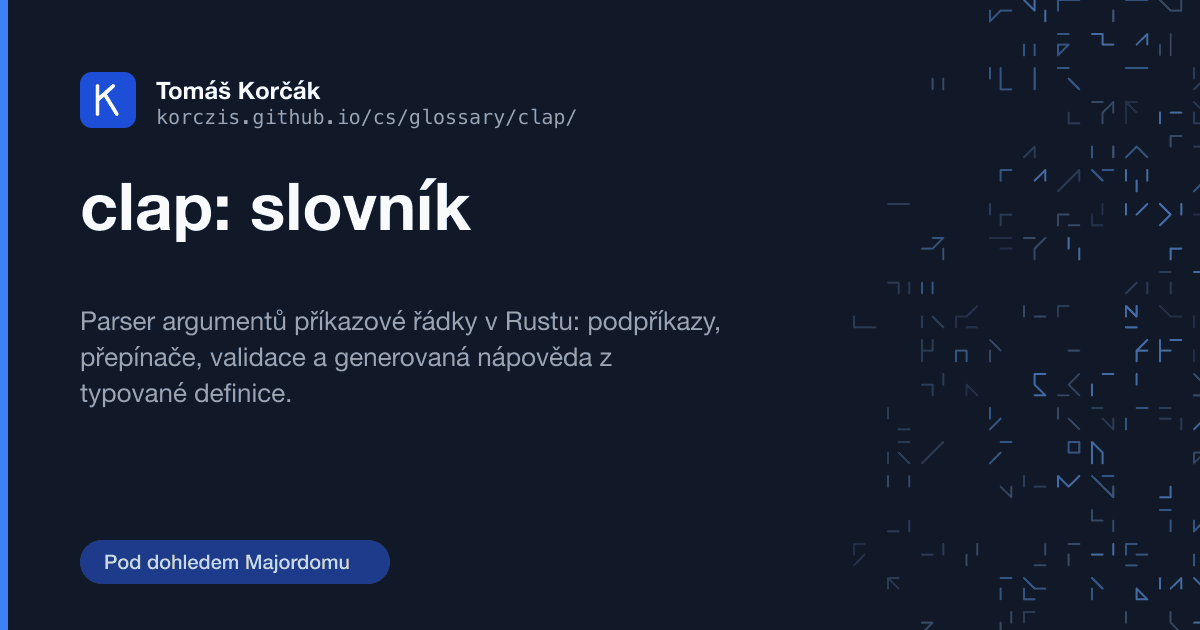 Tomáš Korčák
korczis.github.io/cs/glossary/clap/
clap: slovník
Parser argumentů příkazové řádky v Rustu: podpříkazy,
přepínače, validace a generovaná nápověda z
typované definice.
Pod dohledem Majordomu